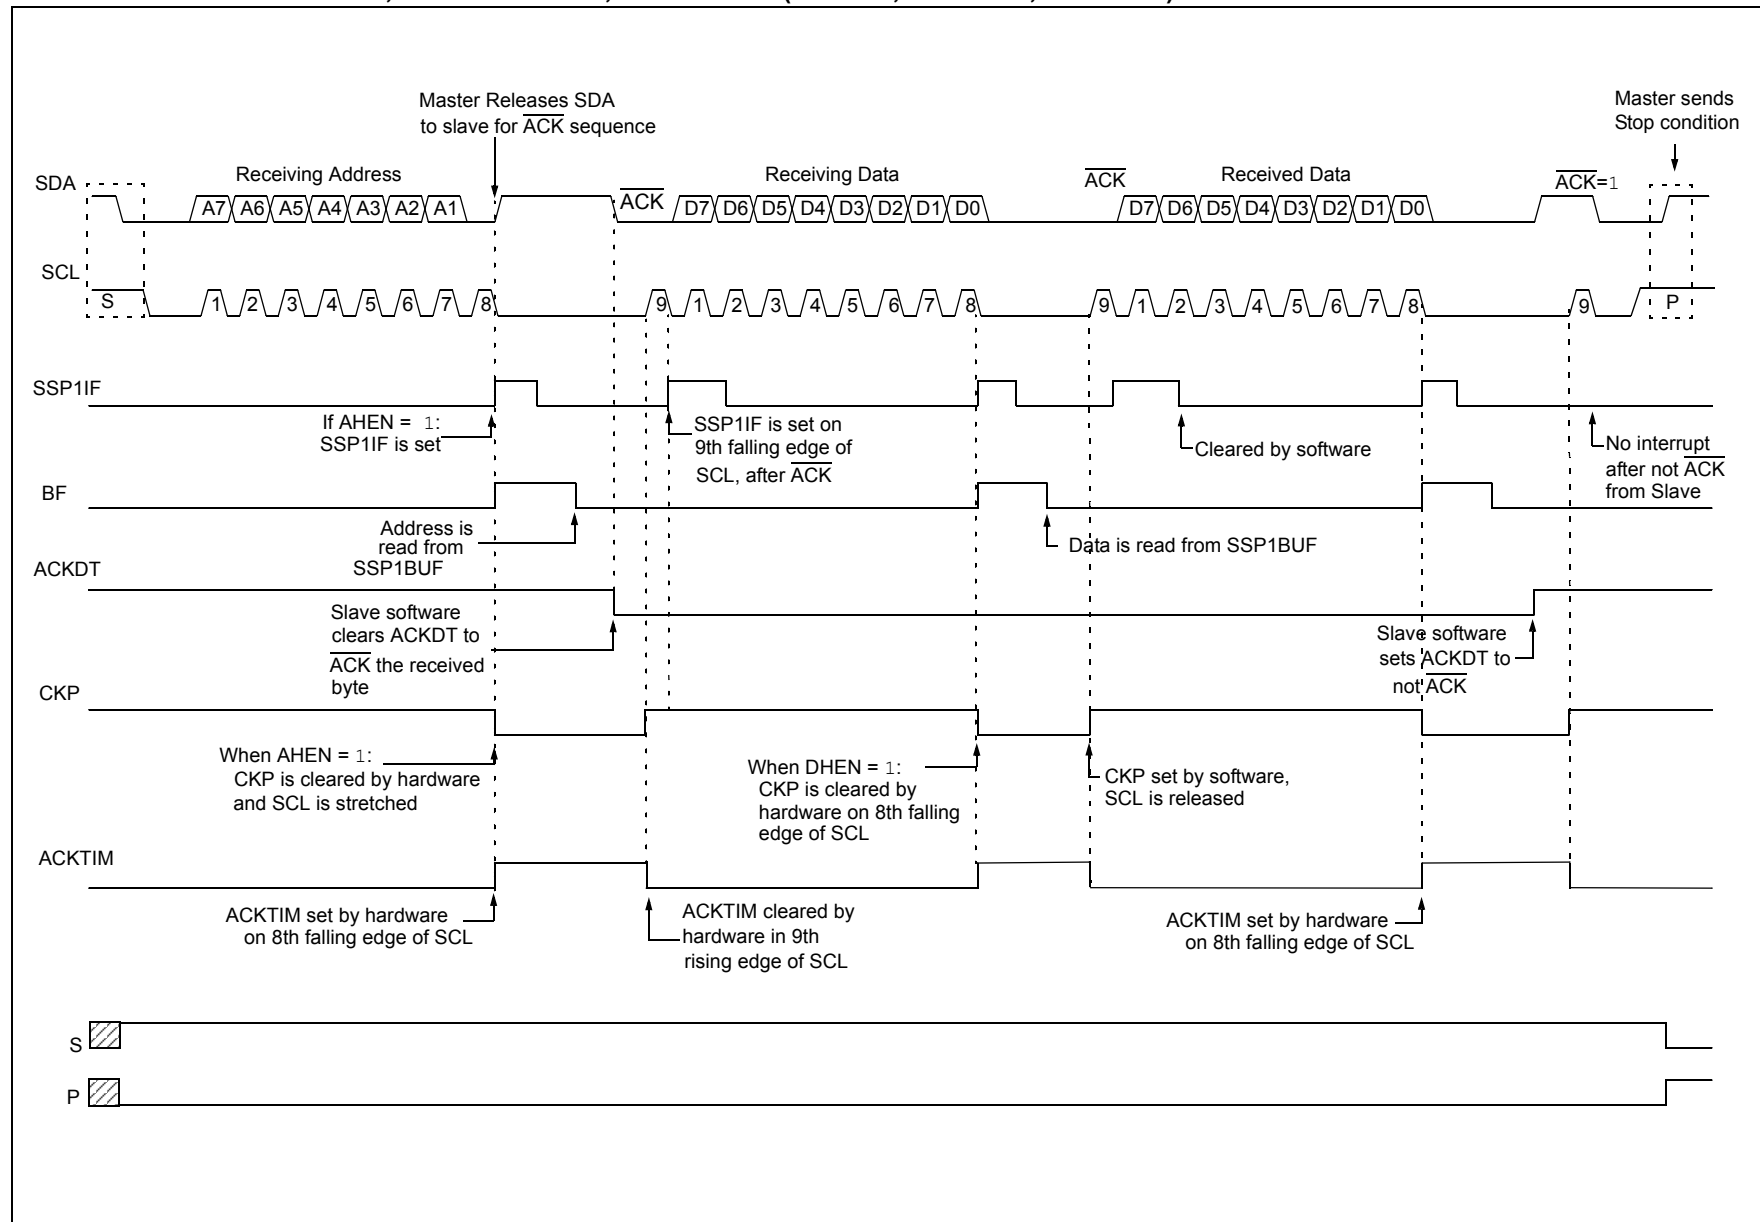 Master Releases SDA
to slave for ACK sequence
Master sends
Stop condition
SDA
Receiving Address
ACK
Receiving Data
ACK
Received Data
ACK=1
A7 A6 A5 A4 A3 A2 A1
D7 D6 D5 D4 D3 D2 D1 D0
D7 D6 D5 D4 D3 D2 D1 D0
SCL
S
1 2 3 4 5 6 7 8
9 1 2 3 4 5 6 7 8
9 1 2 3 4 5 6 7 8
9
P
SSP1IF
If AHEN = 1:
SSP1IF is set
SSP1IF is set on
9th falling edge of
SCL, after ACK
Cleared by software
No interrupt
after not ACK
from Slave
BF
Address is
read from
SSP1BUF
Data is read from SSP1BUF
ACKDT
Slave software
clears ACKDT to
ACK the received
byte
Slave software
sets ACKDT to
not ACK
CKP
When AHEN = 1:
CKP is cleared by hardware
and SCL is stretched
When DHEN = 1:
CKP is cleared by
hardware on 8th falling
edge of SCL
CKP set by software,
SCL is released
ACKTIM
ACKTIM set by hardware
on 8th falling edge of SCL
ACKTIM cleared by
hardware in 9th
rising edge of SCL
ACKTIM set by hardware
on 8th falling edge of SCL
S
P